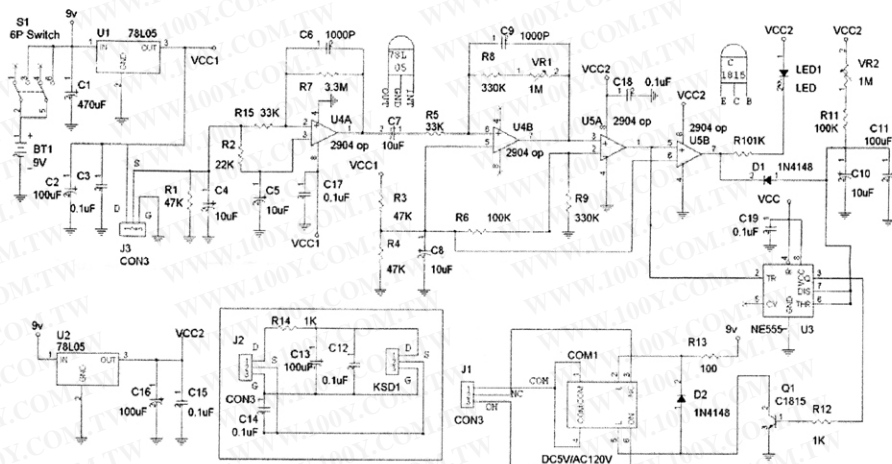 S1
6P Switch
9v
U1
78L05
IN
OUT
GND
VCC1
C1
470uF
BT1
9V
C2
100uF
C3
0.1uF
D
S
G
J3
CON3
R1
47K
R2
22K
R15 33K
C4
10uF
C5
10uF
C6
1000P
R7
3.3M
U4A
2904 op
C17
0.1uF
VCC1
78L
05
OUT
GND
INT
C7
10uF
R5
33K
VCC1
R3
47K
R4
47K
C8
10uF
R6
100K
C9
1000P
R8
330K
VR1
1M
U4B
2904 op
VCC2
C18
0.1uF
U5A
2904 op
R9
330K
C
1815
E C B
VCC2
2904 op
U5B
VCC2
LED1
LED
R101K
D1
1N4148
VCC2
VR2
1M
R11
100K
C11
100uF
C10
10uF
VCC
C19
0.1uF
TR
CV
R
VCC
Q
DIS
THR
GND
NE555
U3
9v
U2
78L05
IN
OUT
GND
VCC2
C16
100uF
C15
0.1uF
R14
1K
J2
D
S
G
CON3
C13
100uF
C12
0.1uF
C14
0.1uF
D
S
G
KSD1
J1
CON3
NC
COM
OH
COM1
COM
COM
NC
DC5V/AC120V
D2
1N4148
9v
R13
100
Q1
C1815
R12
1K
WWW.100Y.COM.TW